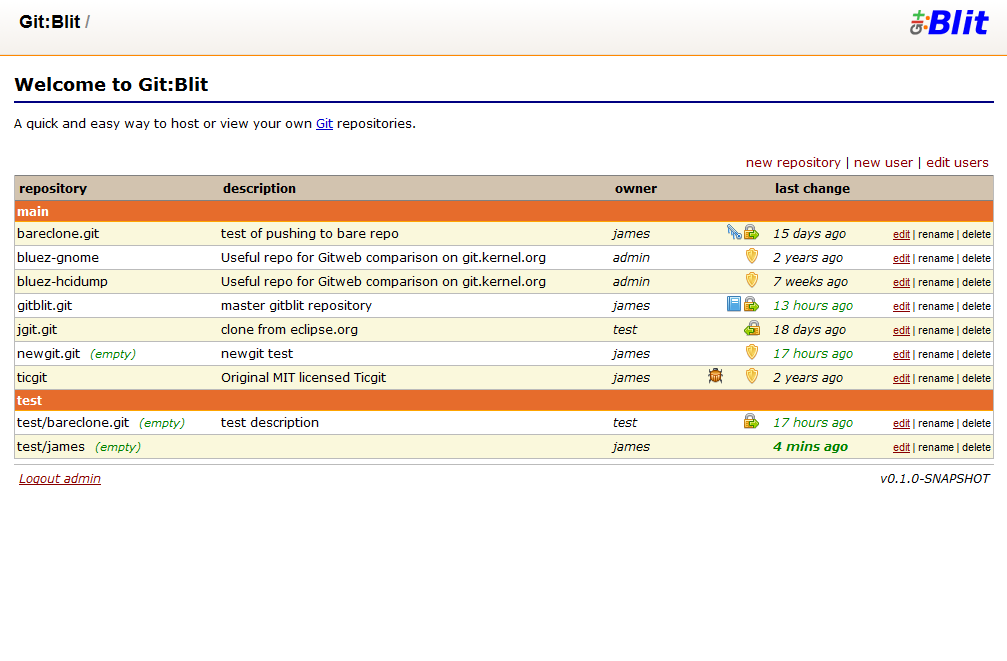 Git:Blit /
Blit
Welcome to Git:Blit
A quick and easy way to host or view your own Git repositories.
new repository | new user | edit users
repository description owner last change
main
bareclone.git test of pushing to bare repo james 15 days ago edit | rename | delete
bluez-gnome Useful repo for Gitweb comparison on git.kernel.org admin 2 years ago edit | rename | delete
bluez-hcidump Useful repo for Gitweb comparison on git.kernel.org admin 7 weeks ago edit | rename | delete
gitblit.git master gitblit repository james 13 hours ago edit | rename | delete
jgit.git clone from eclipse.org test 18 days ago edit | rename | delete
newgit.git (empty) newgit test james 17 hours ago edit | rename | delete
ticgit Original MIT licensed Ticgit james 2 years ago edit | rename | delete
test
test/bareclone.git (empty) test description test 17 hours ago edit | rename | delete
test/james (empty) james 4 mins ago edit | rename | delete
Logout admin v0.1.0-SNAPSHOT